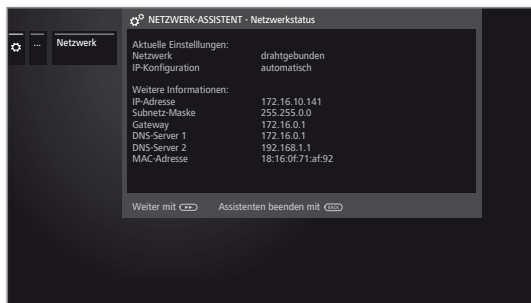 NETZWERK-ASSISTENT - Netzwerkstatus
... Netzwerk
Aktuelle Einstelllungen:
Netzwerk drahtgebunden
IP-Konfiguration automatisch
Weitere Informationen:
IP-Adresse 172.16.10.141
Subnetz-Maske 255.255.0.0
Gateway 172.16.0.1
DNS-Server 1 172.16.0.1
DNS-Server 2 192.168.1.1
MAC-Adresse 18:16:0f:71:af:92
Weiter mit Assistenten beenden mit BACK